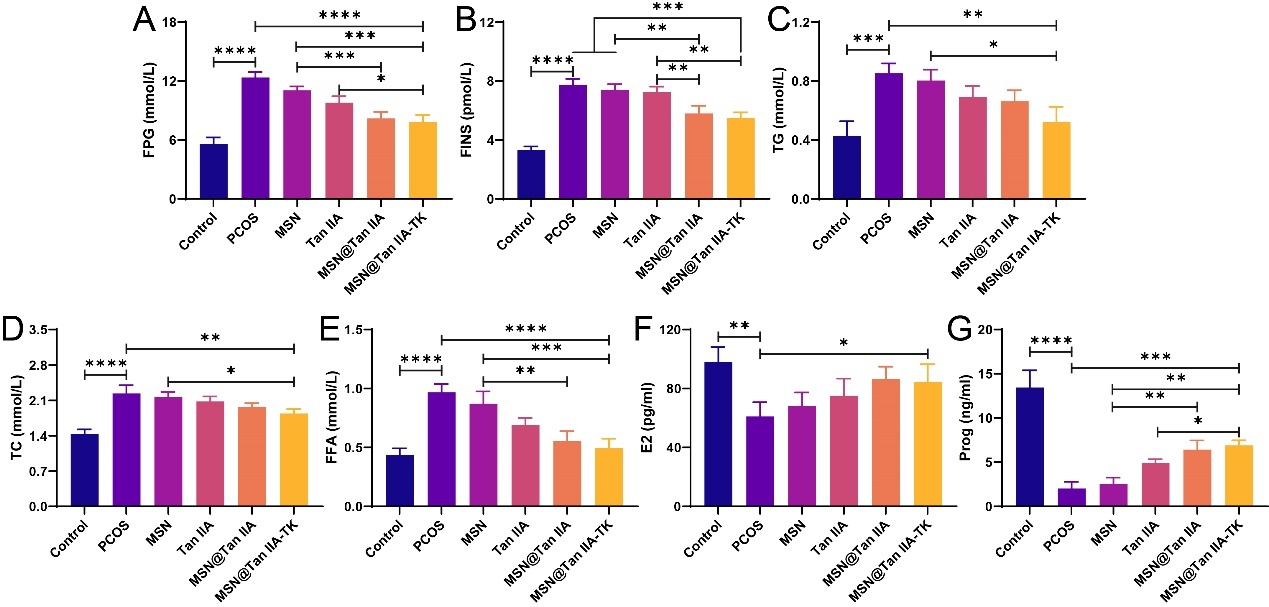 A
FPG (mmol/L)
18
12
6
0
****
***
***
*
****
Control
PCOS
MSN
Tan IIA
MSN@Tan IIA
MSN@Tan IIA-TK
B
FINS (pmol/L)
12
8
4
0
***
**
**
**
****
Control
PCOS
MSN
Tan IIA
MSN@Tan IIA
MSN@Tan IIA-TK
C
TG (mmol/L)
1.2
0.8
0.4
0.0
**
*
***
Control
PCOS
MSN
Tan IIA
MSN@Tan IIA
MSN@Tan IIA-TK
D
TC (mmol/L)
3.5
2.8
2.1
1.4
0.7
0.0
**
*
****
Control
PCOS
MSN
Tan IIA
MSN@Tan IIA
MSN@Tan IIA-TK
E
FFA (mmol/L)
1.5
1.0
0.5
0.0
****
***
**
****
Control
PCOS
MSN
Tan IIA
MSN@Tan IIA
MSN@Tan IIA-TK
F
E2 (pg/ml)
120
80
40
0
**
*
Control
PCOS
MSN
Tan IIA
MSN@Tan IIA
MSN@Tan IIA-TK
G
Prog (ng/ml)
20
15
10
5
0
****
***
**
**
*
Control
PCOS
MSN
Tan IIA
MSN@Tan IIA
MSN@Tan IIA-TK